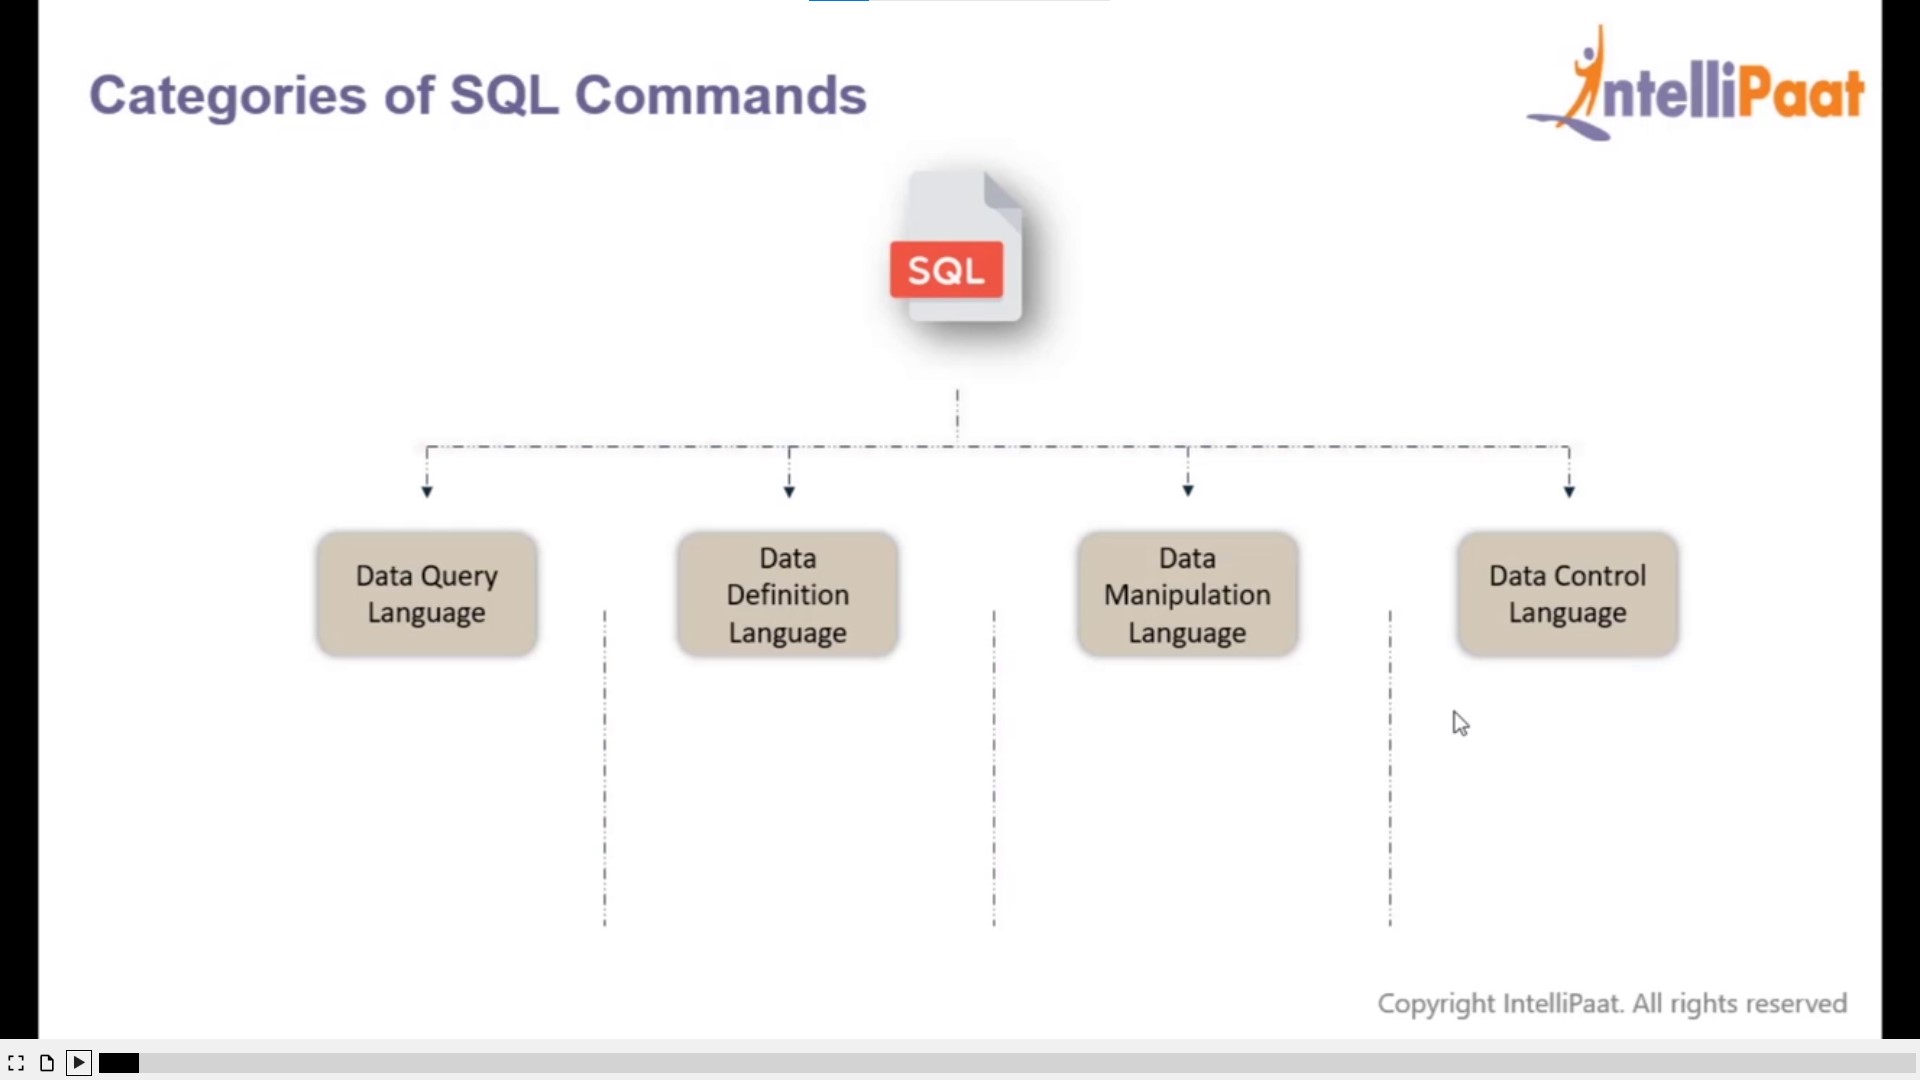 Categories of SQL Commands
IntelliPaat
SQL
Data Query
Language
Data
Definition
Language
Data
Manipulation
Language
Data Control
Language
Copyright IntelliPaat. All rights reserved